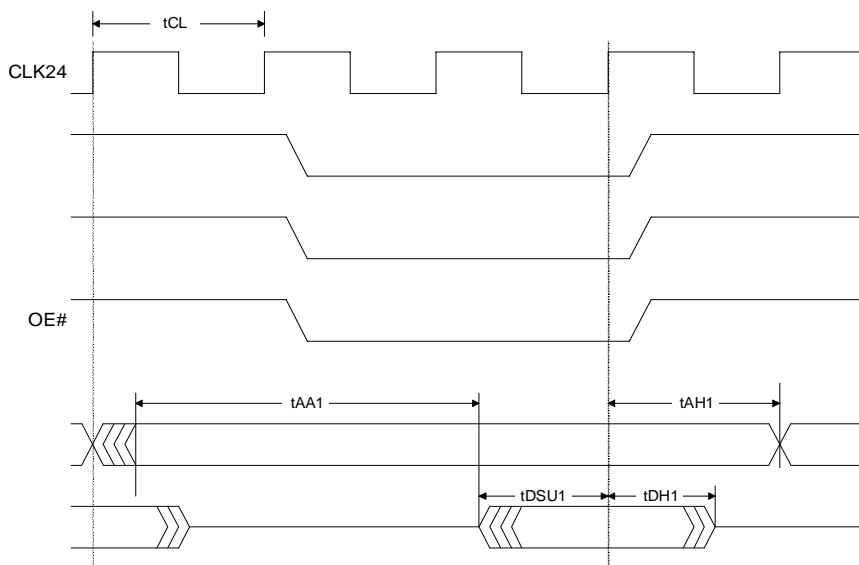 tCL
CLK24
OE#
tAA1
tAH1
tDSU1
tDH1